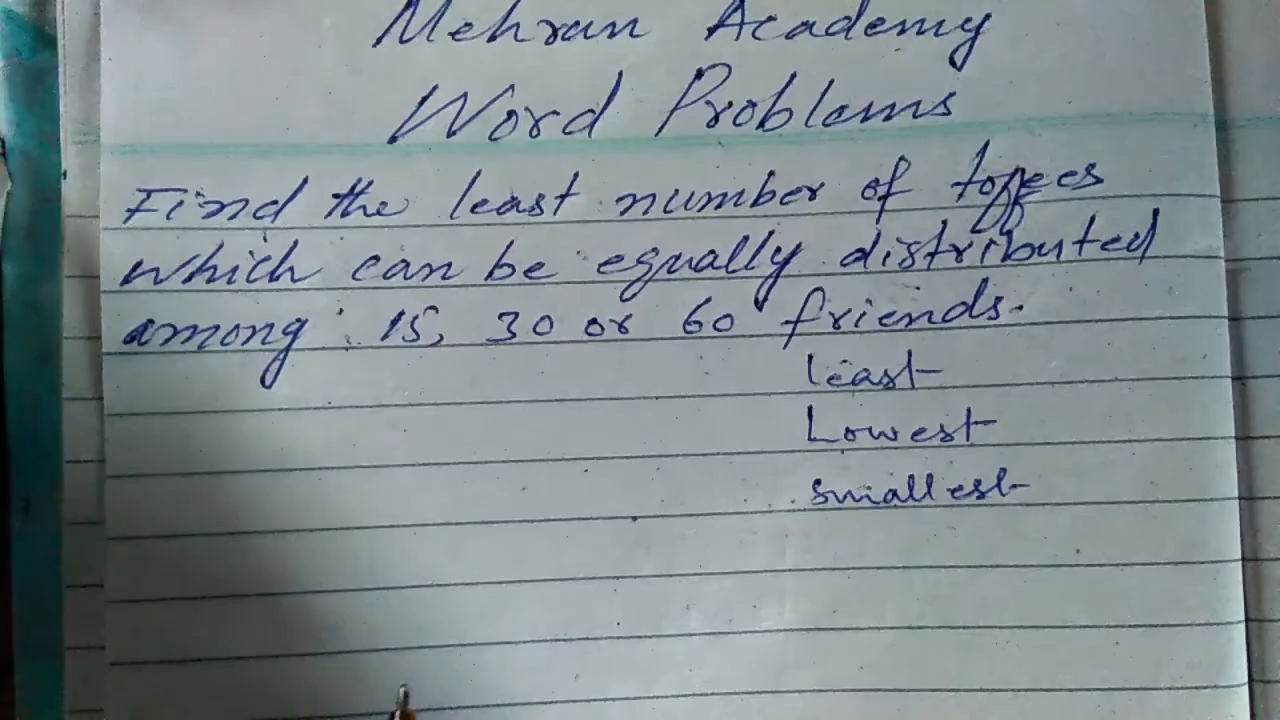 Mehran Academy
Word Problems
Find the least number of toffees
which can be equally distributed
among 15, 30 or 60 friends.
least
Lowest
smallest